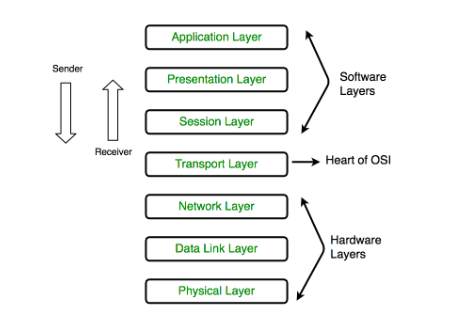 Application Layer
Sender
Presentation Layer
Software
Layers
Session Layer
Receiver
Transport Layer
Heart of OSI
Network Layer
Hardware
Layers
Data Link Layer
Physical Layer